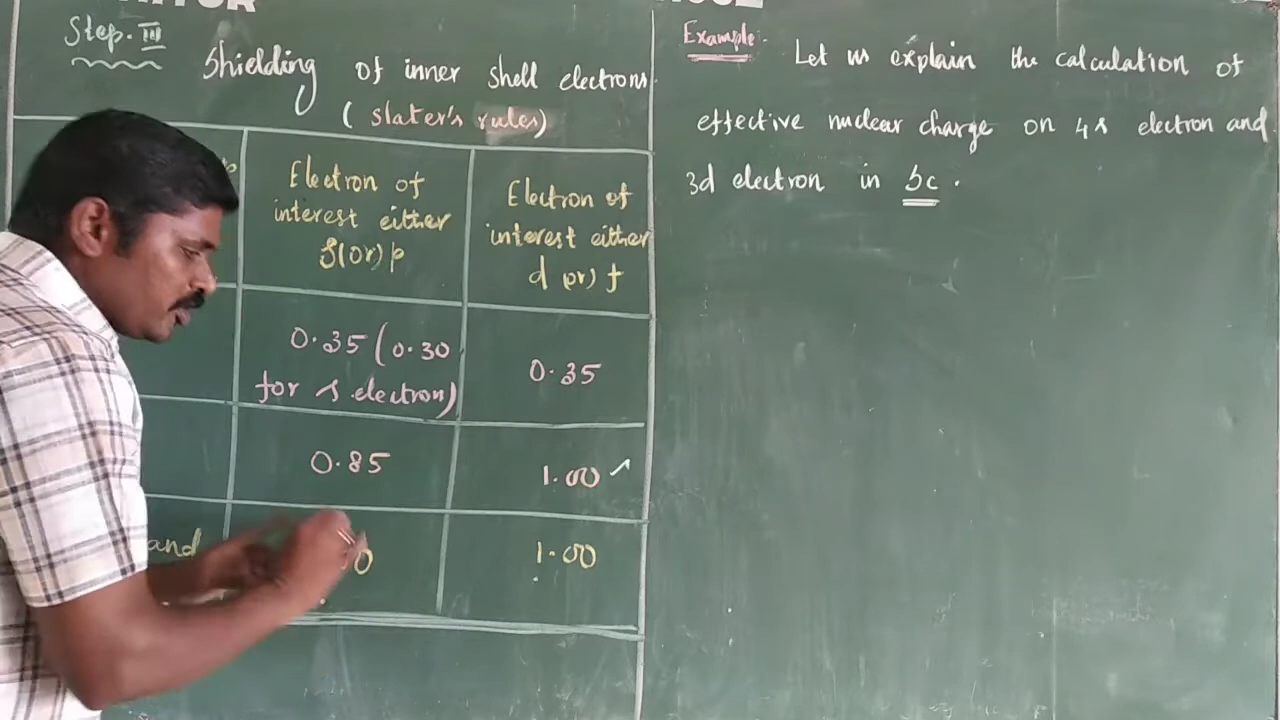 Step. III
Shielding of inner shell electrons
(slater's rules)
Electron of
interest either
S(or) p
Electron of
interest either
d (or) f
0.35 (0.30
for s electron)
0.35
0.85
1.00
and
1.00
Example:
Let us explain the calculation of
effective nuclear charge on 4s electron and
3d electron in Sc.